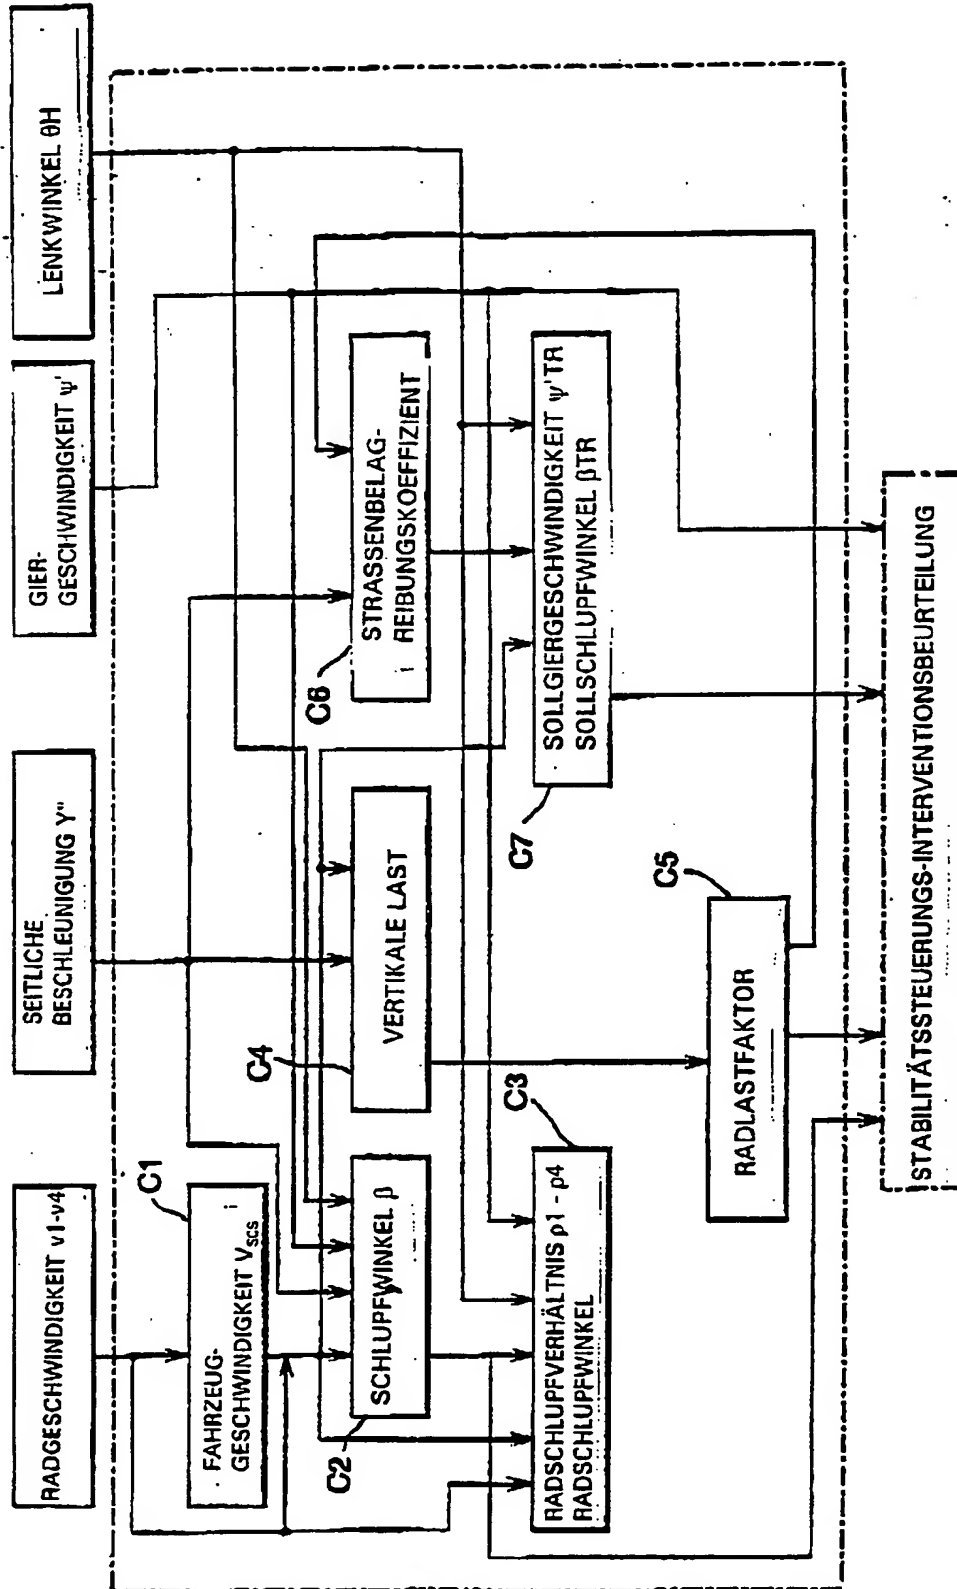 RADGESCHWINDIGKEIT v1-v4
SEITLICHE
BESCHLEUNIGUNG Y"
GIER-
GESCHWINDIGKEIT ψ'
LENKWINKEL θH
C1
FAHRZEUG-
GESCHWINDIGKEIT VSCS
C2
SCHLUPFWINKEL β
C4
VERTIKALE LAST
C6
STRASSENBELAG-
REIBUNGSKOEFFIZIENT
C3
RADSCHLUPFVERHÄLTNIS ρ1 - ρ4
RADSCHLUPFWINKEL
C7
SOLLGIERGESCHWINDIGKEIT ψ'TR
SOLLSCHLUPFWINKEL βTR
C5
RADLASTFAKTOR
STABILITÄTSSTEUERUNGS-INTERVENTIONSBEURTEILUNG